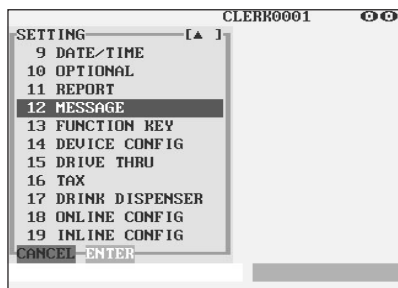 CLERK0001 00
SETTING [▲ ]
9 DATE/TIME
10 OPTIONAL
11 REPORT
12 MESSAGE
13 FUNCTION KEY
14 DEVICE CONFIG
15 DRIVE THRU
16 TAX
17 DRINK DISPENSER
18 ONLINE CONFIG
19 INLINE CONFIG
CANCEL ENTER